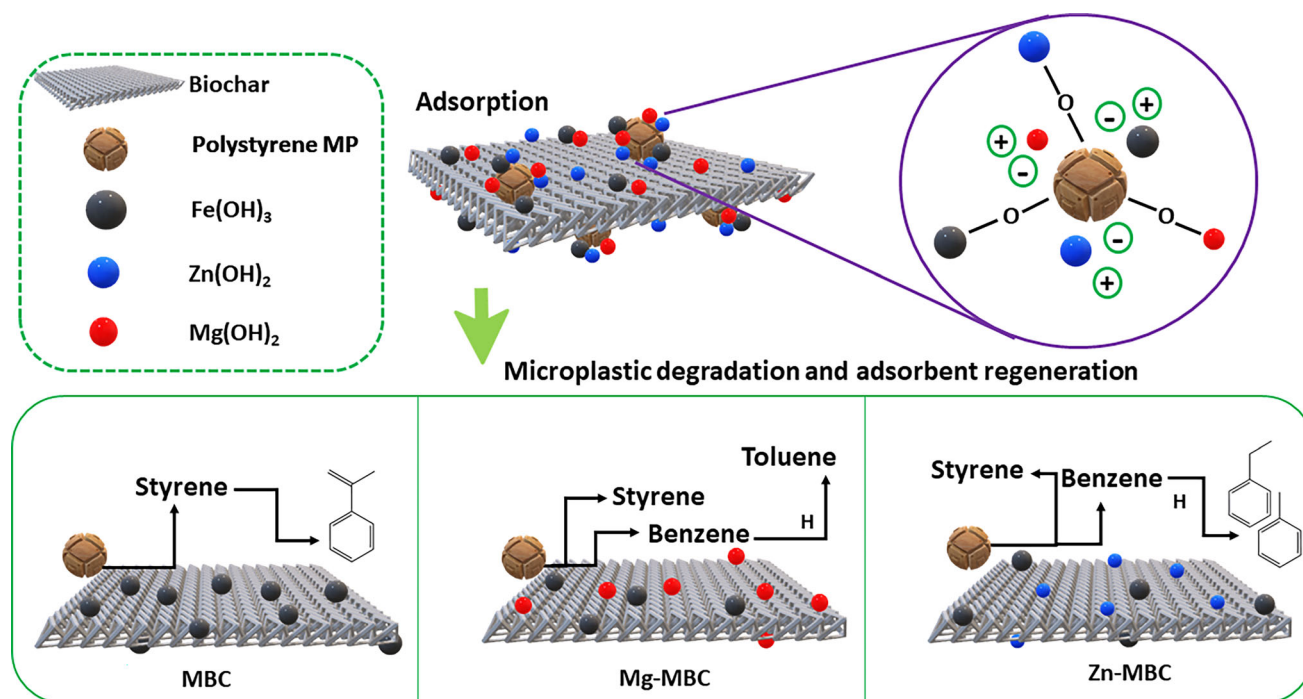 Biochar
Polystyrene MP
Fe(OH)3
Zn(OH)2
Mg(OH)2
Adsorption
O
+
-
+
-
O
O
-
+
Microplastic degradation and adsorbent regeneration
Styrene
MBC
Toluene
Styrene
Benzene
H
Mg-MBC
Styrene
Benzene
H
Zn-MBC